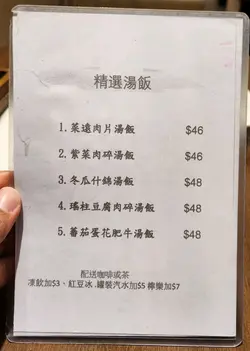 精選湯飯
1. 菜遠肉片湯飯 $46
2. 紫菜肉碎湯飯 $46
3. 冬瓜什錦湯飯 $48
4. 瑤柱豆腐肉碎湯飯 $48
5. 蕃茄蛋花肥牛湯飯 $48
配送咖啡或茶
凍飲加$3、紅豆冰.罐裝汽水加$5 檸樂加$7